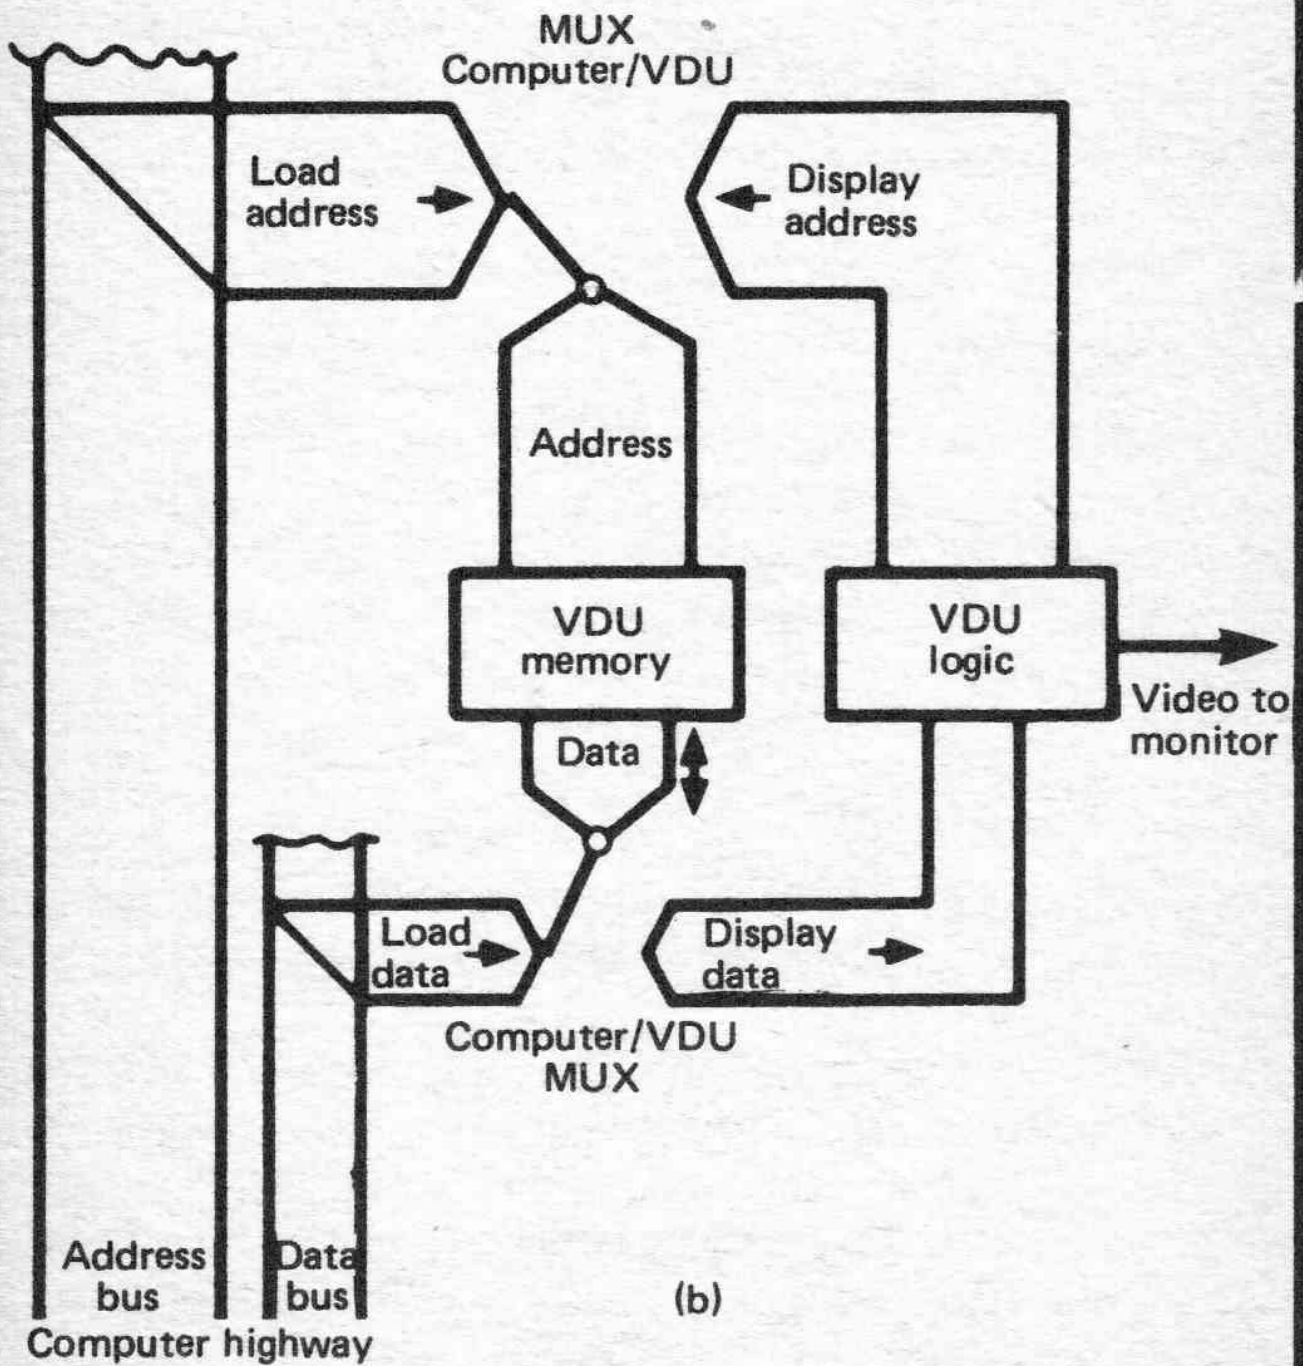 MUX
Computer/VDU
Load
address
Display
address
Address
VDU
memory
VDU
logic
Video to
monitor
Data
Load
data
Display
data
Computer/VDU
MUX
Address
bus
Data
bus
(b)
Computer highway